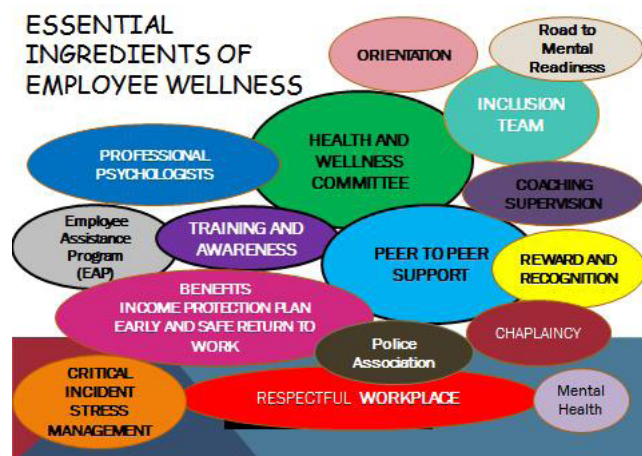 ESSENTIAL
INGREDIENTS OF
EMPLOYEE WELLNESS
ORIENTATION
Road to
Mental
Readiness
INCLUSION
TEAM
HEALTH AND
WELLNESS
COMMITTEE
PROFESSIONAL
PSYCHOLOGISTS
COACHING
SUPERVISION
Employee
Assistance
Program
(EAP)
TRAINING AND
AWARENESS
PEER TO PEER
SUPPORT
REWARD AND
RECOGNITION
BENEFITS
INCOME PROTECTION PLAN
EARLY AND SAFE RETURN TO
WORK
Police
Association
CHAPLAINCY
CRITICAL
INCIDENT
STRESS
MANAGEMENT
RESPECTFUL WORKPLACE
Mental
Health